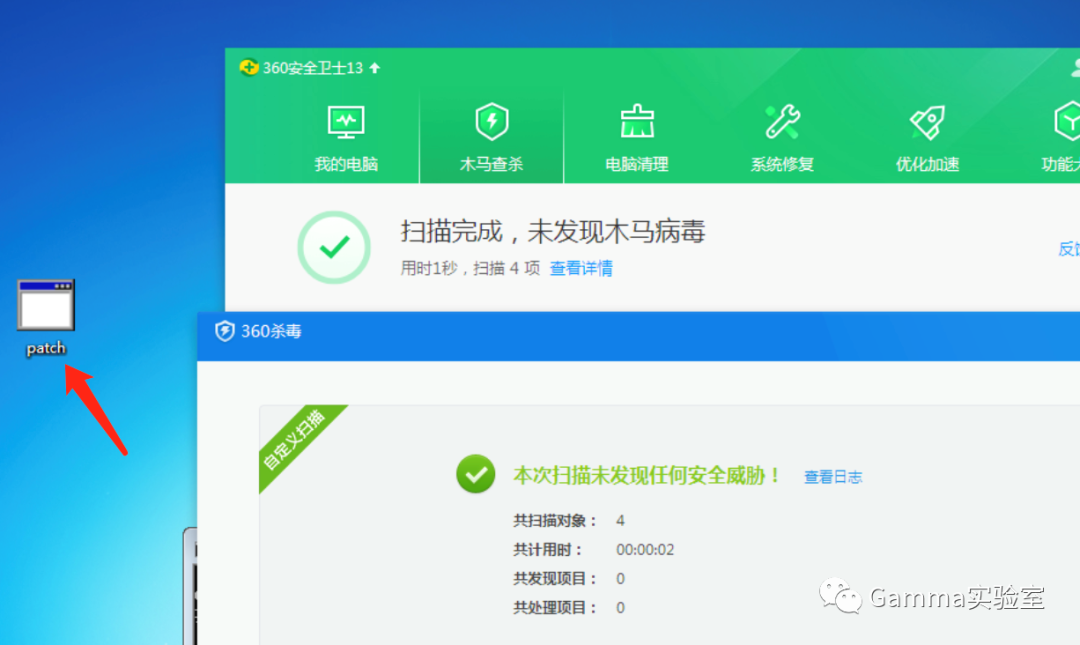 360安全卫士13
我的电脑
木马查杀
电脑清理
系统修复
优化加速
扫描完成，未发现木马病毒
用时1秒，扫描 4 项 查看详情
patch
360杀毒
自定义扫描
本次扫描未发现任何安全威胁！ 查看日志
共扫描对象： 4
共计用时： 00:00:02
共发现项目： 0
共处理项目： 0
Gamma实验室